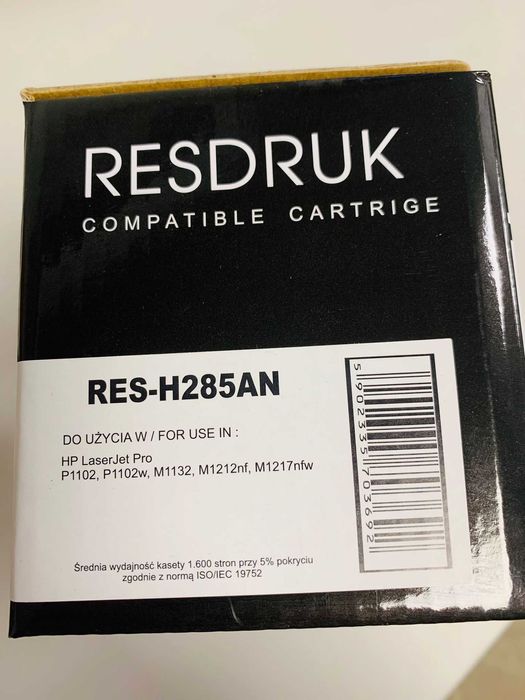 RESDRUK
COMPATIBLE CARTRIGE
RES-H285AN
DO UŻYCIA W / FOR USE IN :
HP LaserJet Pro
P1102, P1102w, M1132, M1212nf, M1217nfw
Średnia wydajność kasety 1.600 stron przy 5% pokryciu
zgodnie z normą ISO/IEC 19752
5902335703692